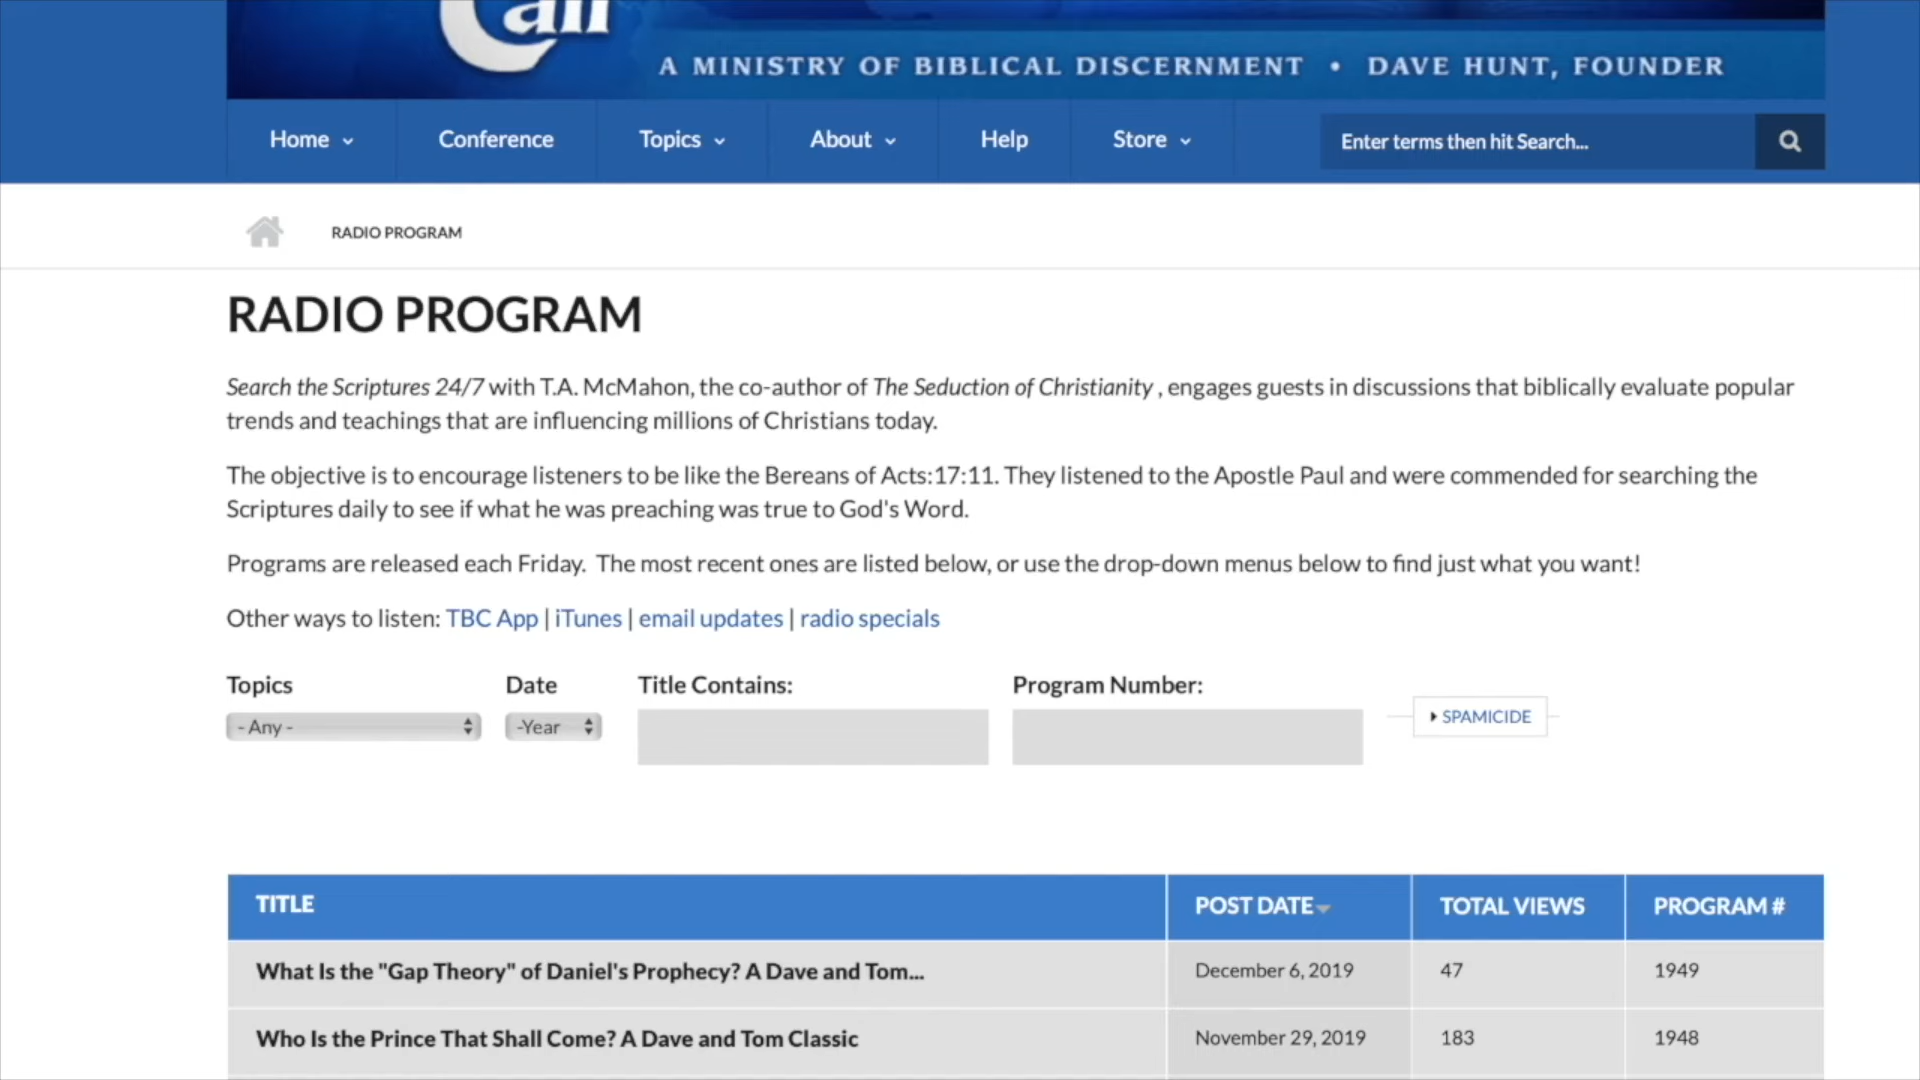 Call
A MINISTRY OF BIBLICAL DISCERNMENT • DAVE HUNT, FOUNDER
Home Conference Topics About Help Store Enter terms then hit Search...
RADIO PROGRAM
RADIO PROGRAM
Search the Scriptures 24/7 with T.A. McMahon, the co-author of The Seduction of Christianity , engages guests in discussions that biblically evaluate popular
trends and teachings that are influencing millions of Christians today.
The objective is to encourage listeners to be like the Bereans of Acts:17:11. They listened to the Apostle Paul and were commended for searching the
Scriptures daily to see if what he was preaching was true to God's Word.
Programs are released each Friday. The most recent ones are listed below, or use the drop-down menus below to find just what you want!
Other ways to listen: TBC App | iTunes | email updates | radio specials
Topics Date Title Contains: Program Number:
- Any - -Year SPAMICIDE
TITLE POST DATE TOTAL VIEWS PROGRAM #
What Is the "Gap Theory" of Daniel's Prophecy? A Dave and Tom... December 6, 2019 47 1949
Who Is the Prince That Shall Come? A Dave and Tom Classic November 29, 2019 183 1948